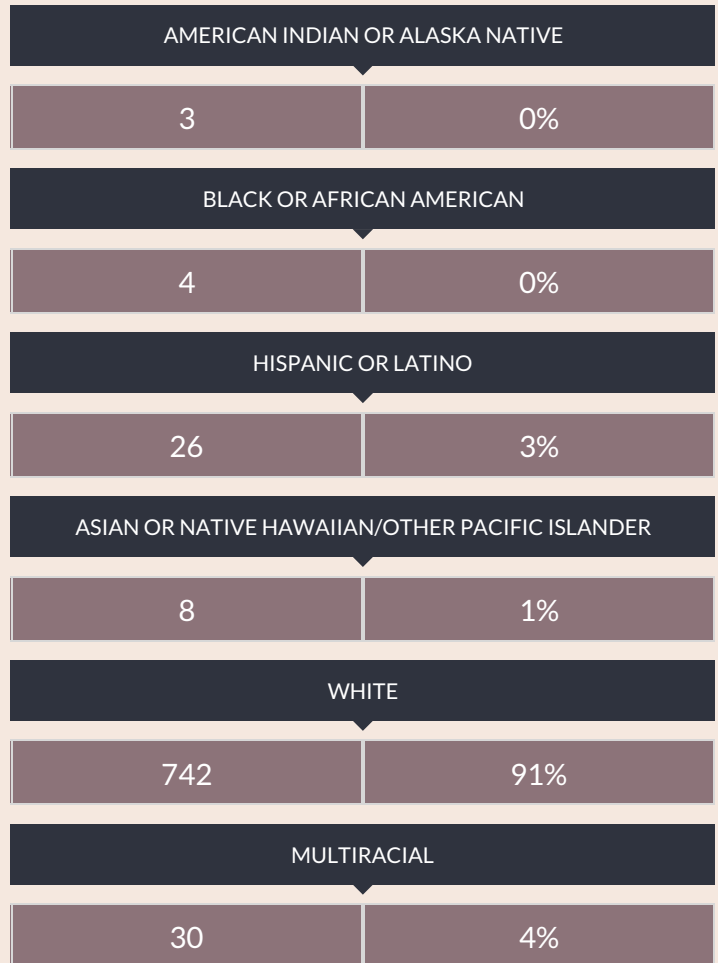 AMERICAN INDIAN OR ALASKA NATIVE
3 0%
BLACK OR AFRICAN AMERICAN
4 0%
HISPANIC OR LATINO
26 3%
ASIAN OR NATIVE HAWAIIAN/OTHER PACIFIC ISLANDER
8 1%
WHITE
742 91%
MULTIRACIAL
30 4%